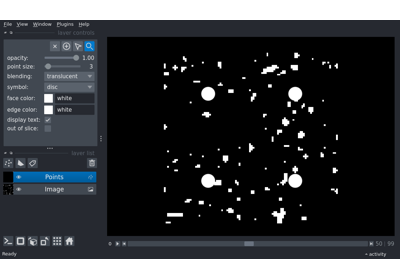 File View Window Plugins Help
layer controls
opacity: 1.00
point size: 3
blending: translucent
symbol: disc
face color: white
edge color: white
display text: ✓
out of slice:
layer list
Points
Image
0 50 99
Ready activity